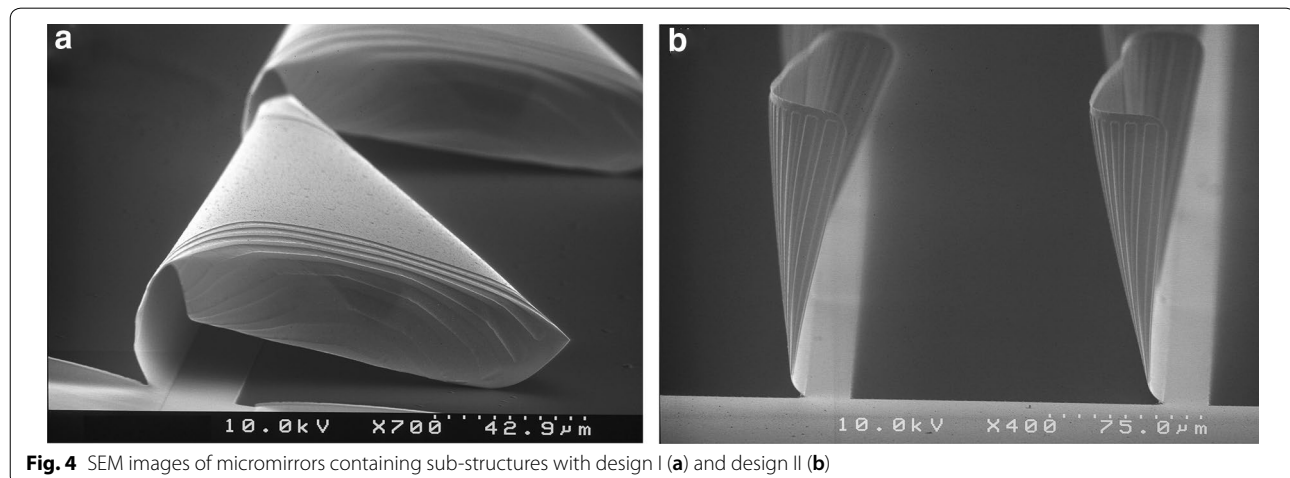 a
b
10.0kV X700 42.9µm
10.0kV X400 75.0µm
Fig. 4 SEM images of micromirrors containing sub-structures with design I (a) and design II (b)